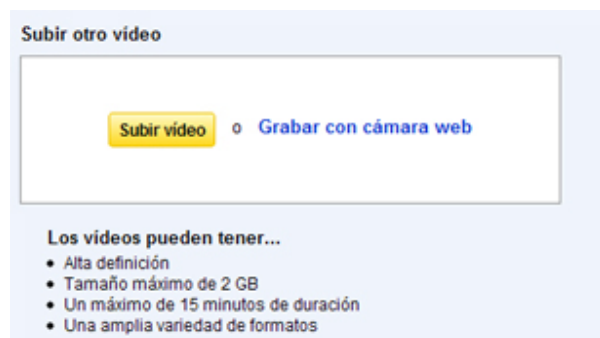 Subir otro vídeo
Subir vídeo o Grabar con cámara web
Los vídeos pueden tener...
• Alta definición
• Tamaño máximo de 2 GB
• Un máximo de 15 minutos de duración
• Una amplia variedad de formatos